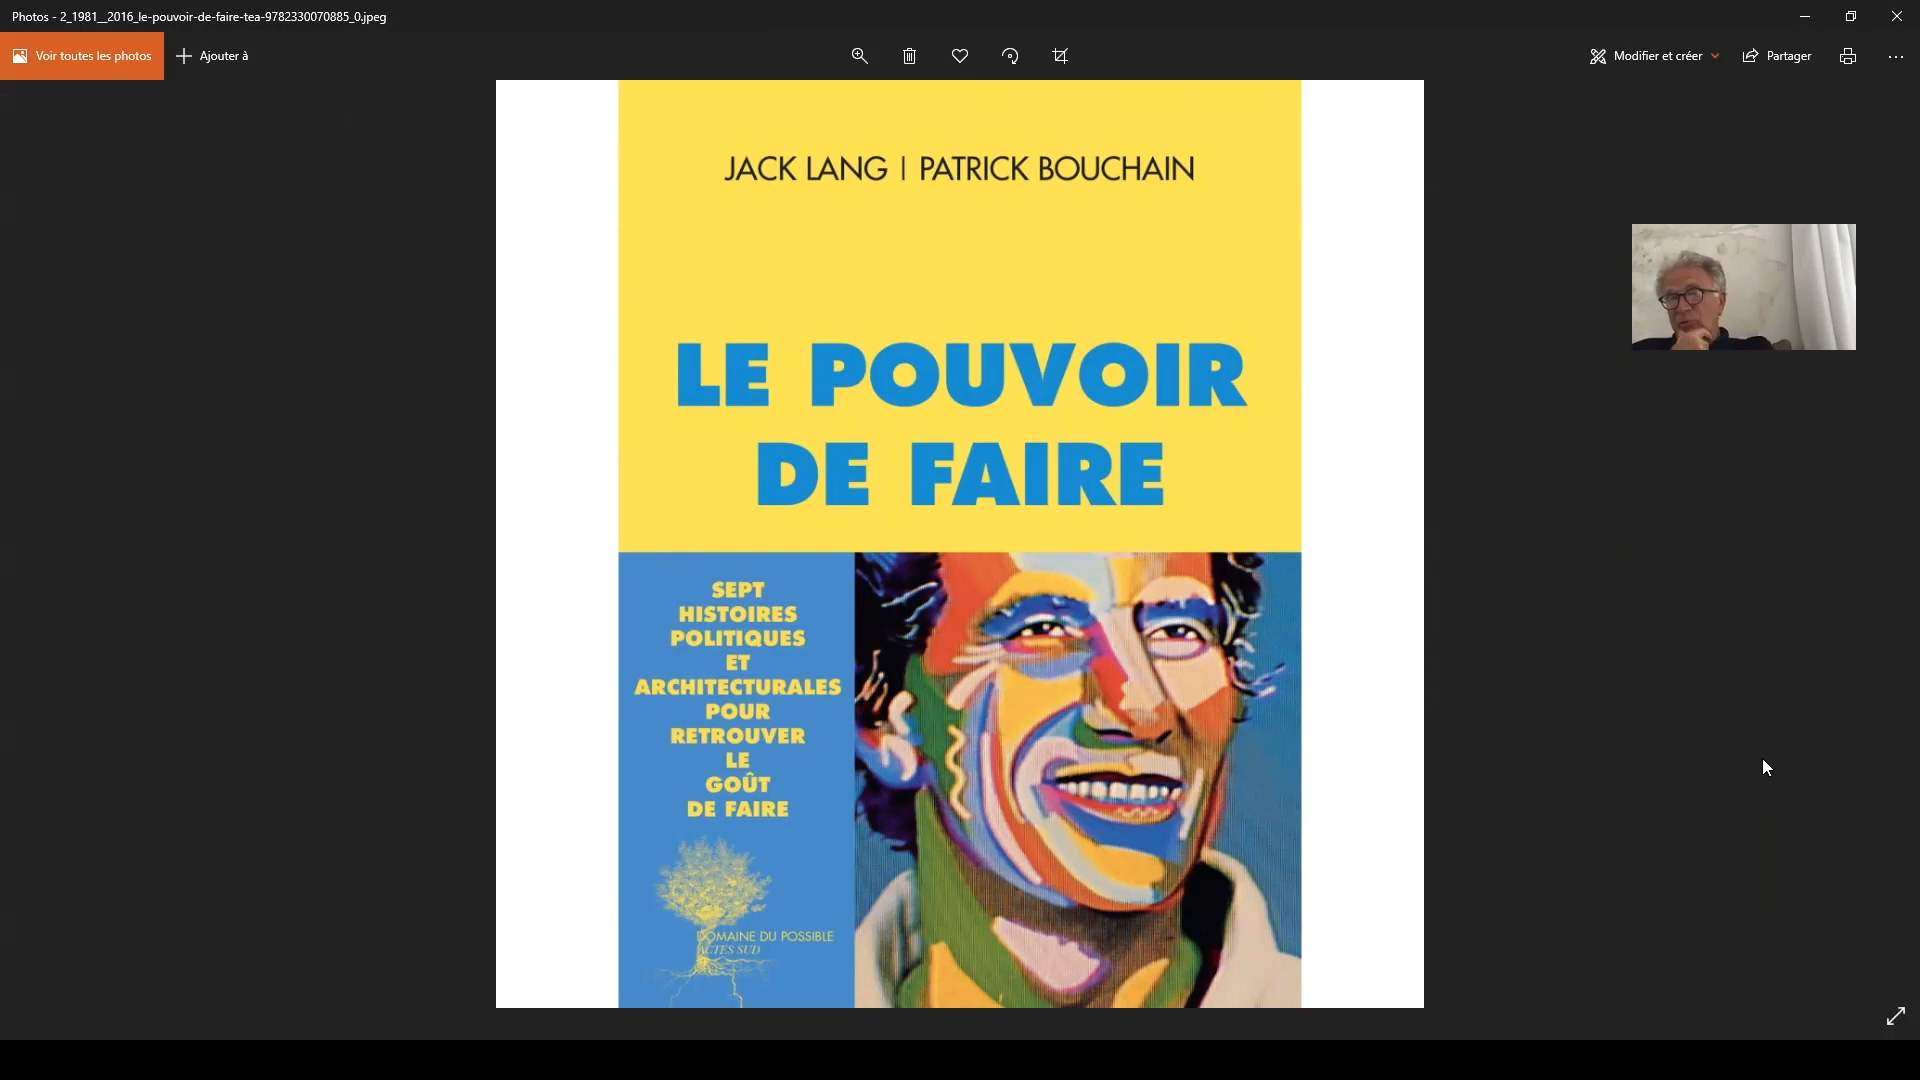 Photos - 2_1981__2016_le-pouvoir-de-faire-tea-9782330070885_0.jpeg
Voir toutes les photos
Ajouter à
Modifier et créer
Partager
JACK LANG | PATRICK BOUCHAIN
LE POUVOIR
DE FAIRE
SEPT
HISTOIRES
POLITIQUES
ET
ARCHITECTURALES
POUR
RETROUVER
LE
GOÛT
DE FAIRE
DOMAINE DU POSSIBLE
ACTES SUD